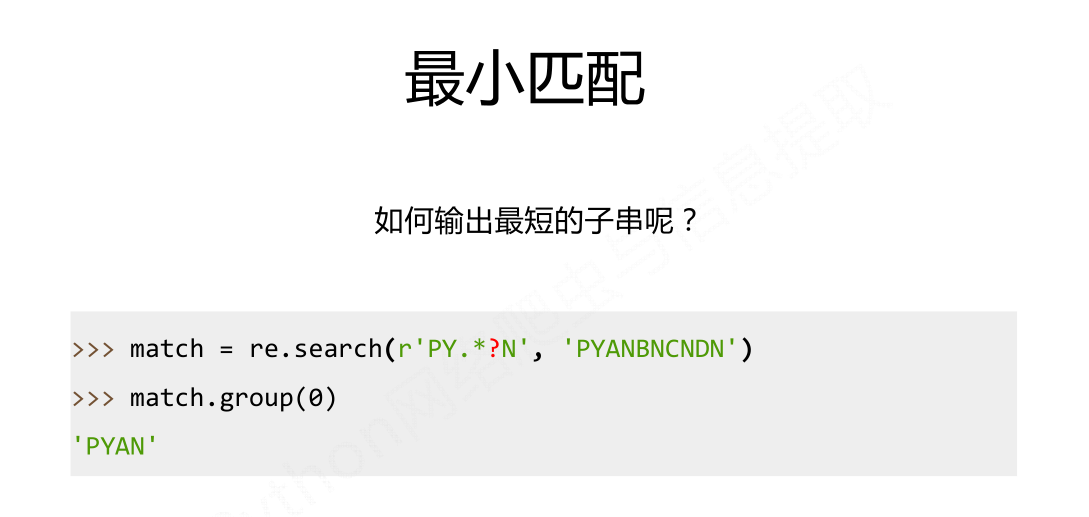 最小匹配
如何输出最短的子串呢？
>>> match = re.search(r'PY.*?N', 'PYANBNCNDN')
>>> match.group(0)
'PYAN'
Python网络爬虫与信息提取